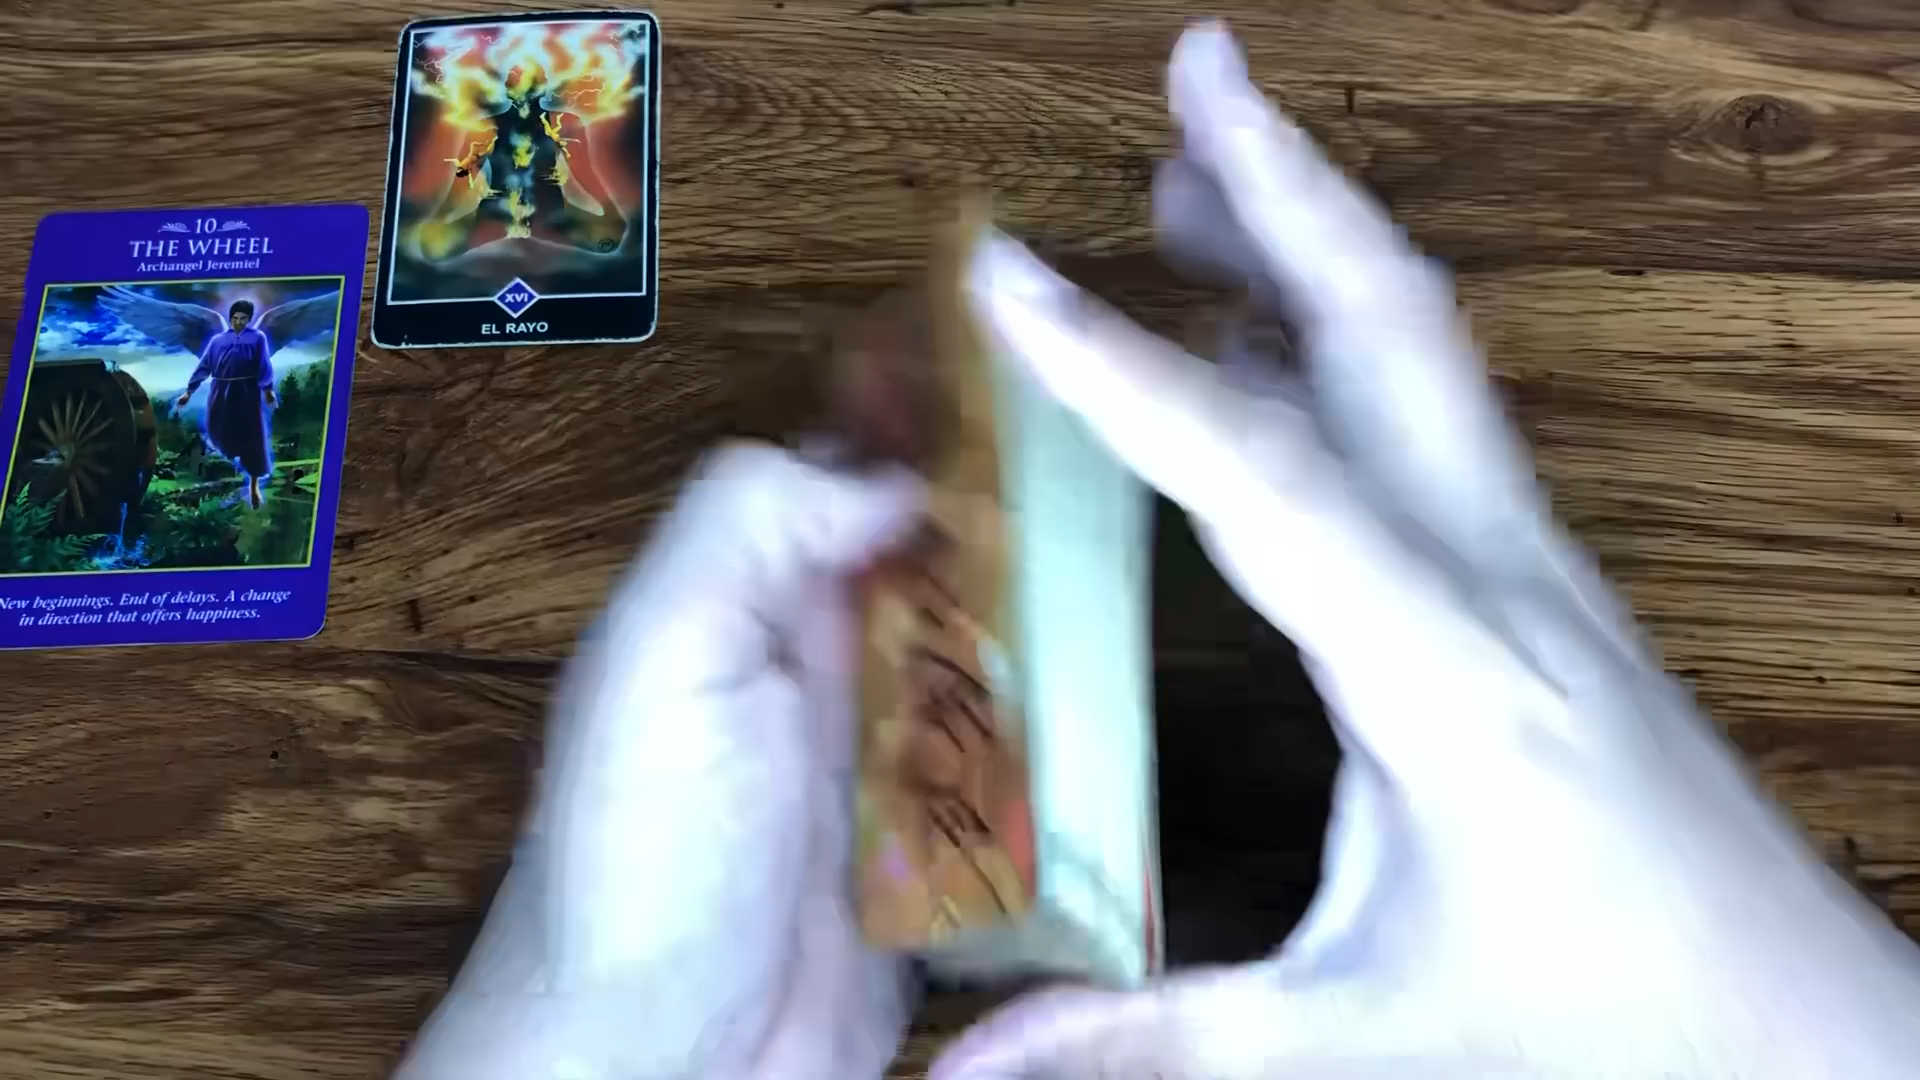 10
THE WHEEL
Archangel Jeremiel
New beginnings. End of delays. A change
in direction that offers happiness.
XVI
EL RAYO